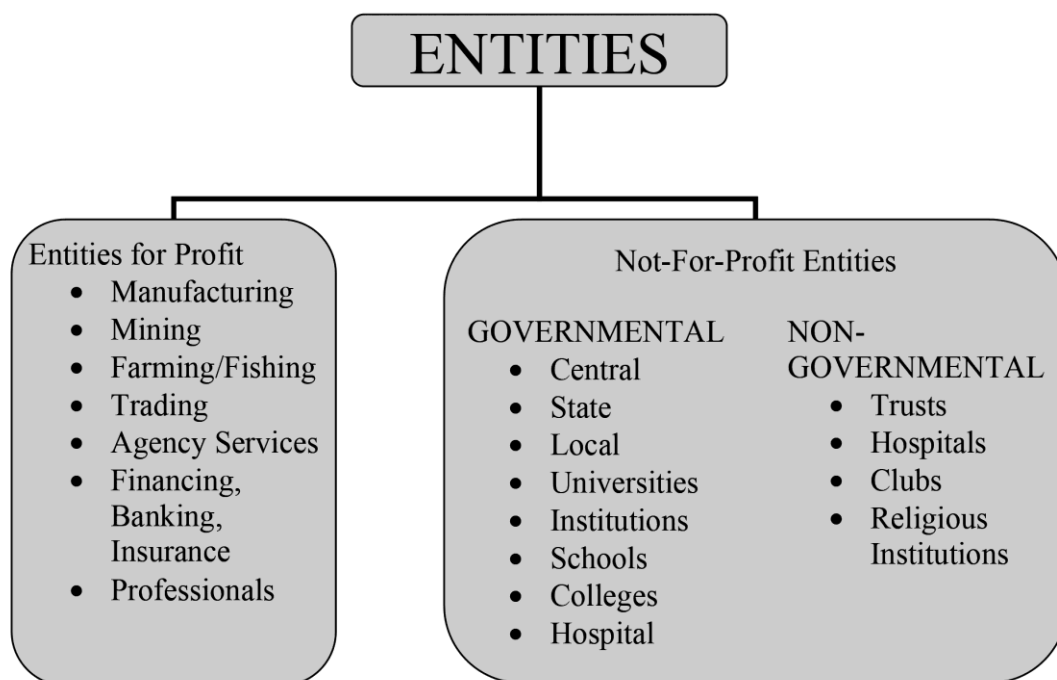 ENTITIES
Entities for Profit
• Manufacturing
• Mining
• Farming/Fishing
• Trading
• Agency Services
• Financing,
Banking,
Insurance
• Professionals
Not-For-Profit Entities
GOVERNMENTAL
• Central
• State
• Local
• Universities
• Institutions
• Schools
• Colleges
• Hospital
NON-
GOVERNMENTAL
• Trusts
• Hospitals
• Clubs
• Religious
Institutions